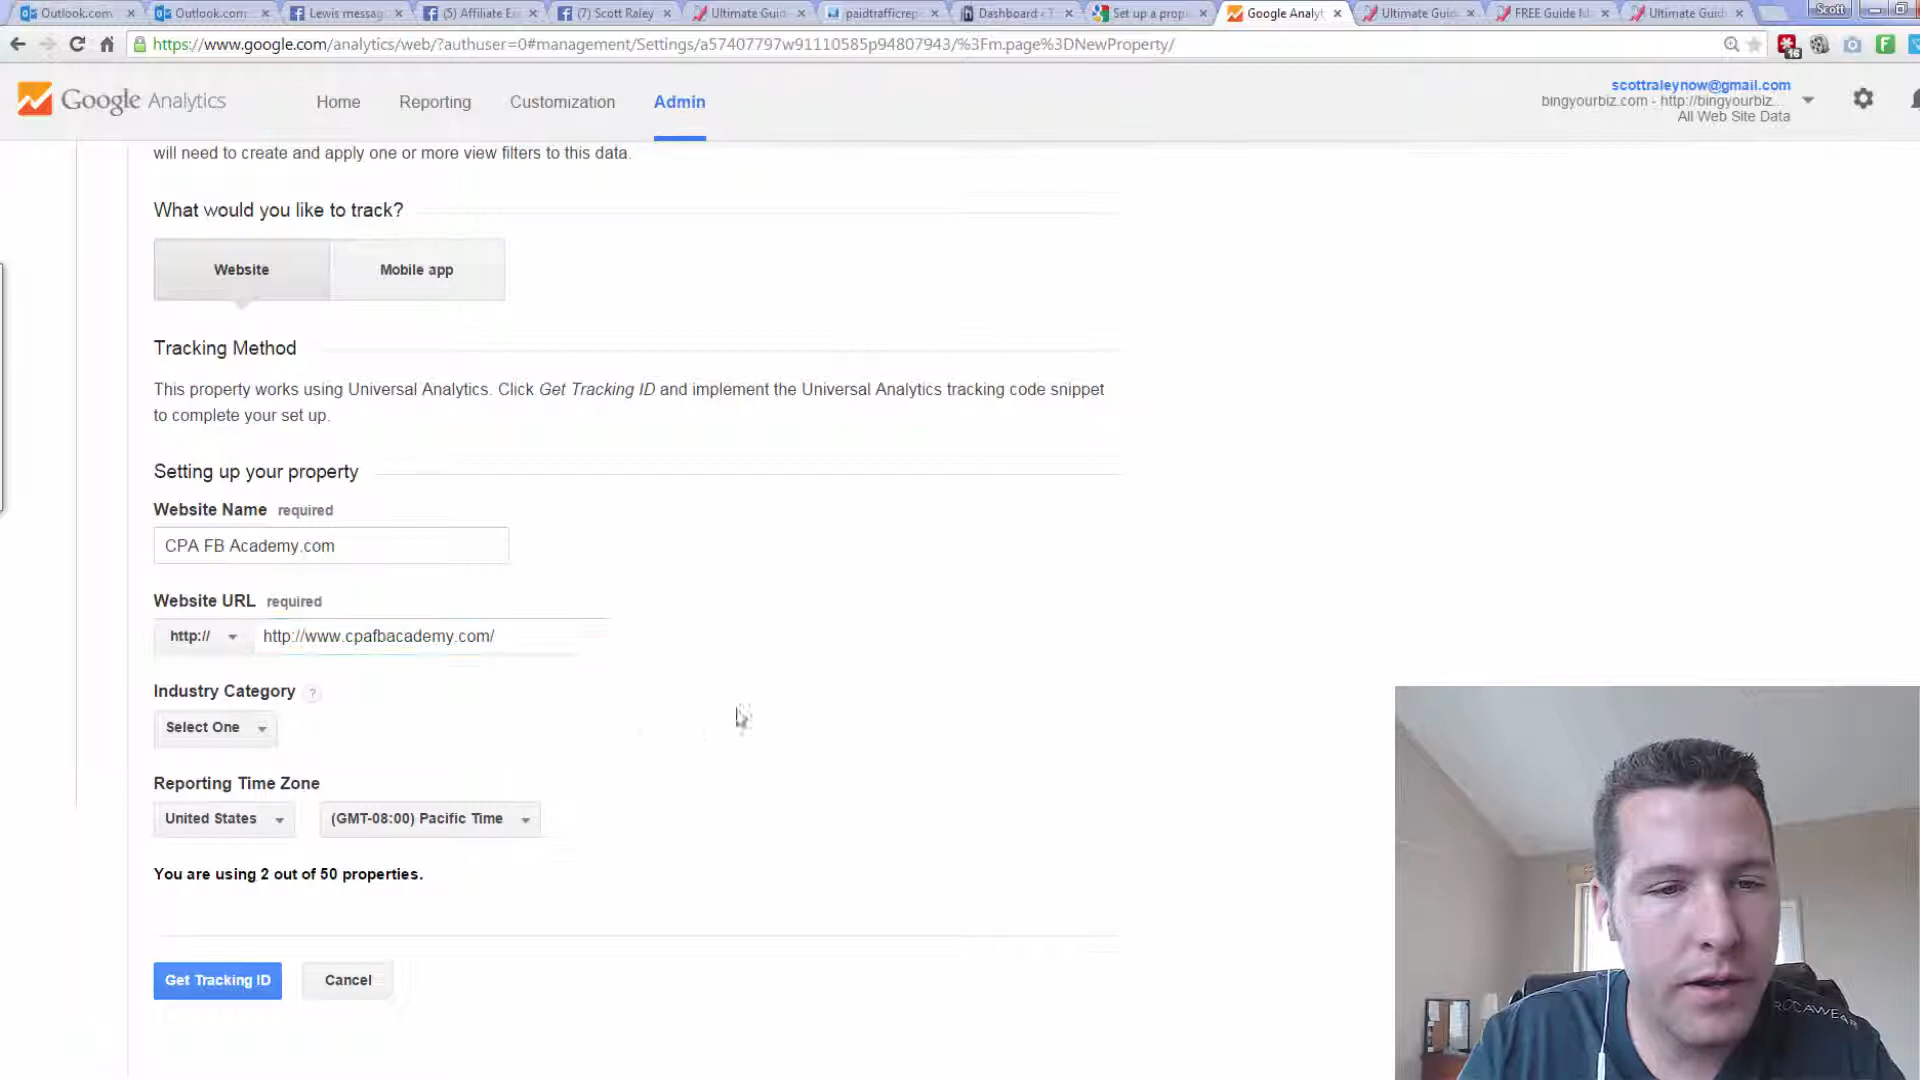 Outlook.com
Outlook.com
Lewis messag
(5) Affiliate E
(7) Scott Raley
Ultimate Guid
paidtrafficrep
Dashboard - T
Set up a prop
Google Analyt
Ultimate Guid
FREE Guide
Ultimate Guid
Scott
https://www.google.com/analytics/web/?authuser=0#management/Settings/a57407797w91110585p94807943/%3Fm.page%3DNewProperty/
16
Google Analytics
Home
Reporting
Customization
Admin
scottraleynow@gmail.com
bingyourbiz.com - http://bingyourbiz...
All Web Site Data
will need to create and apply one or more view filters to this data.
What would you like to track?
Website
Mobile app
Tracking Method
This property works using Universal Analytics. Click Get Tracking ID and implement the Universal Analytics tracking code snippet
to complete your set up.
Setting up your property
Website Name required
CPA FB Academy.com
Website URL required
http://
http://www.cpafbacademy.com/
Industry Category ?
Select One
Reporting Time Zone
United States
(GMT-08:00) Pacific Time
You are using 2 out of 50 properties.
Get Tracking ID
Cancel
ROCAWEAR